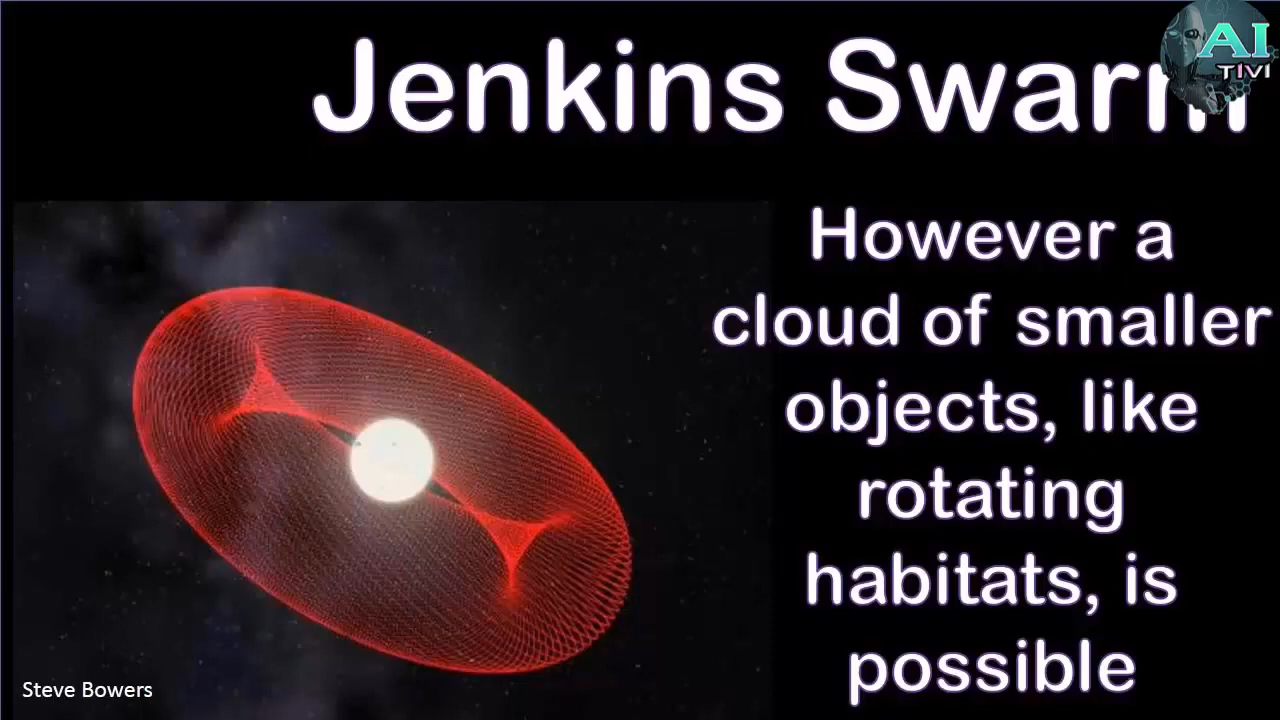 Jenkins Swarm
AI
TIVI
However a
cloud of smaller
objects, like
rotating
habitats, is
possible
Steve Bowers